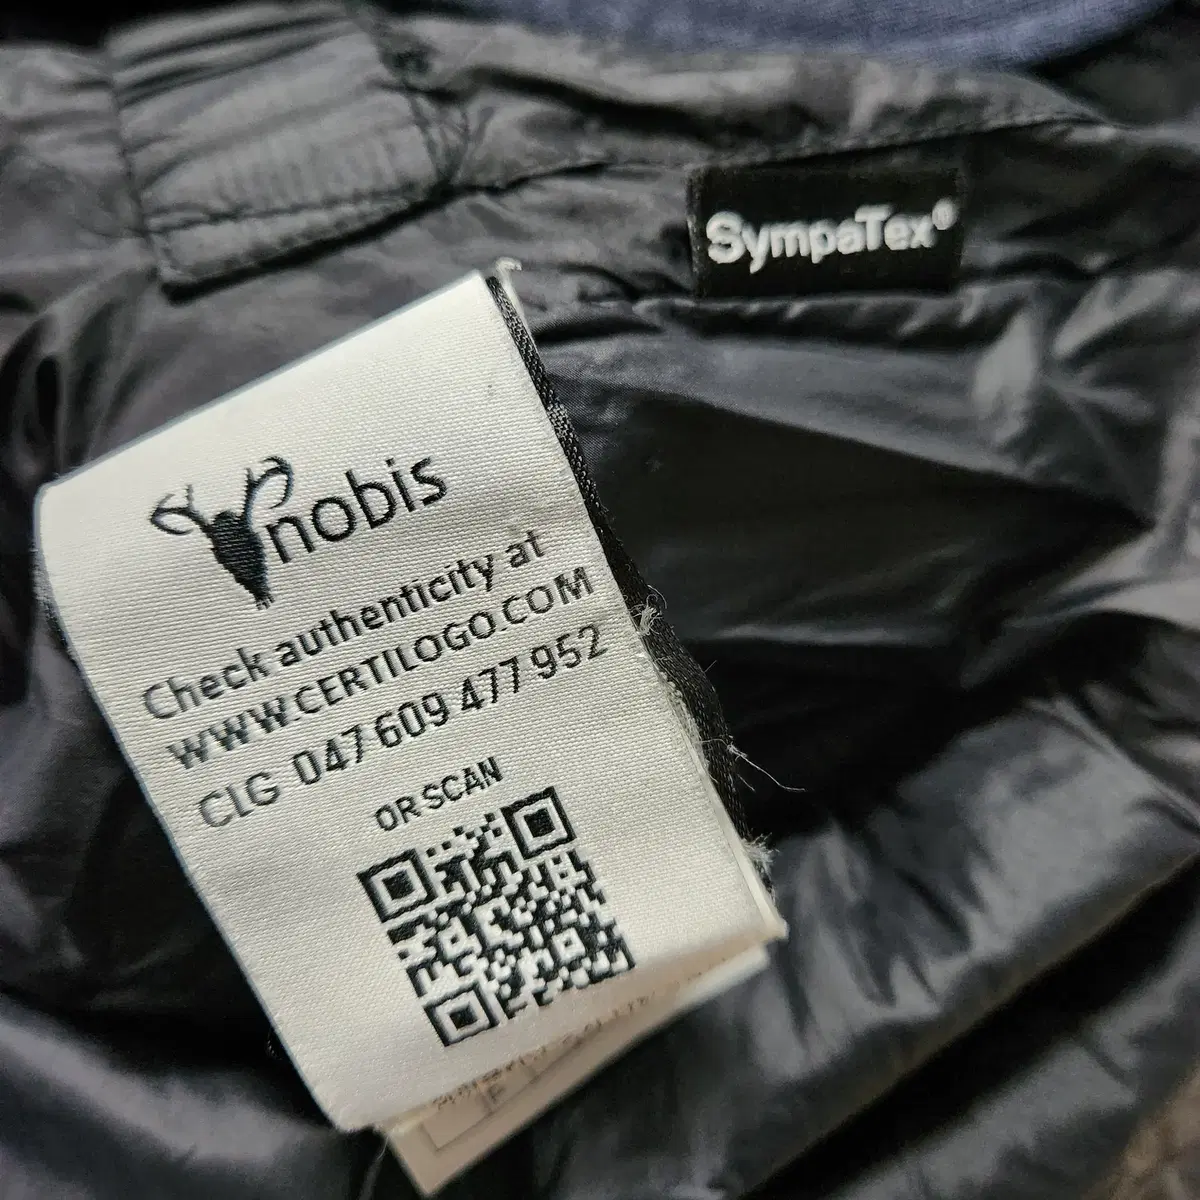 SympaTex®
nobis
Check authenticity at
WWW.CERTILOGO.COM
CLG 047 609 477 952
OR SCAN